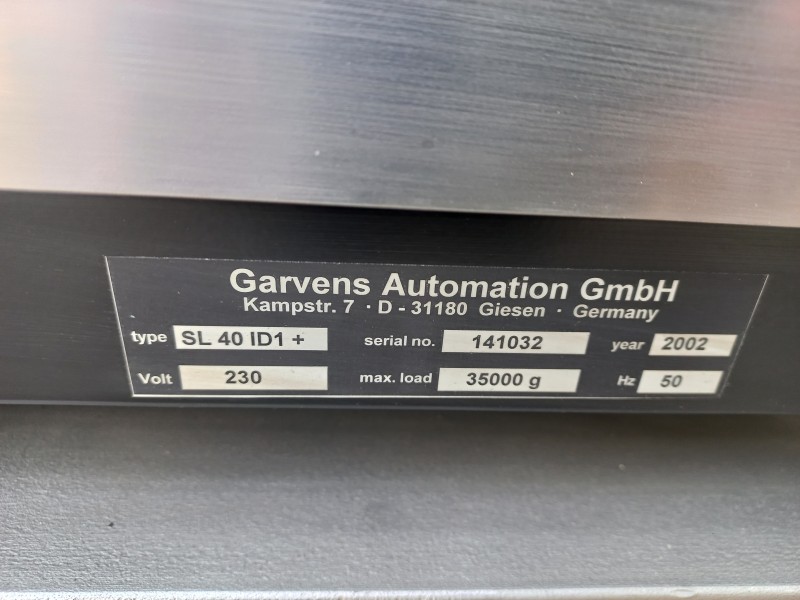 Garvens Automation GmbH
Kampstr. 7 · D - 31180 Giesen · Germany
type SL 40 ID1 + serial no. 141032 year 2002
Volt 230 max. load 35000 g Hz 50